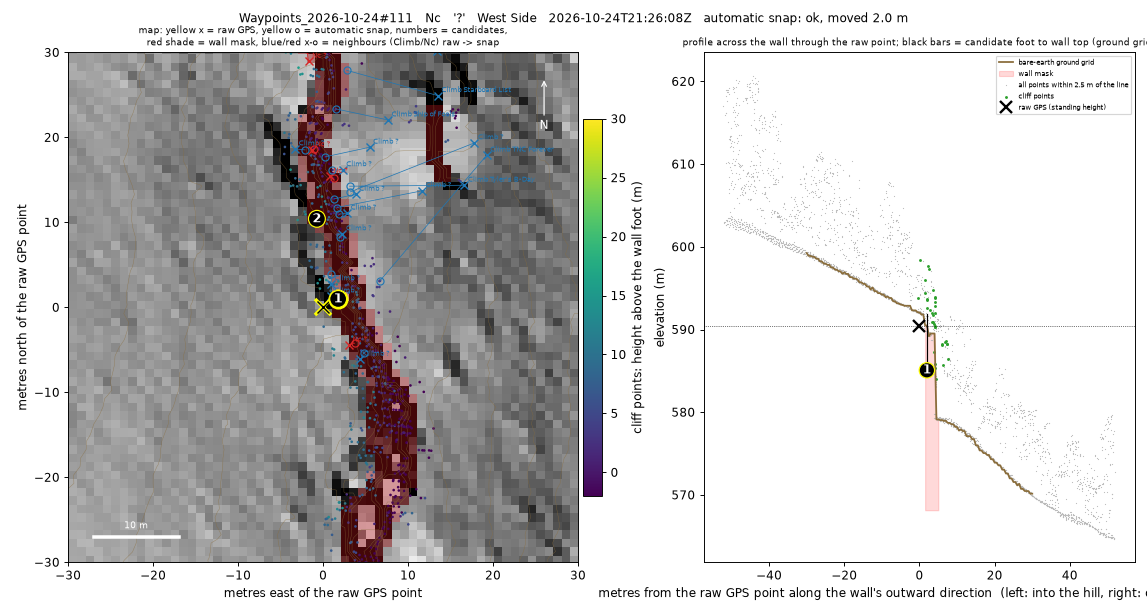 Waypoints_2026-10-24#111 Nc '?' West Side 2026-10-24T21:26:08Z automatic snap: ok, moved 2.0 m
map: yellow x = raw GPS, yellow o = automatic snap, numbers = candidates,
red shade = wall mask, blue/red x-o = neighbours (Climb/Nc) raw -> snap
profile across the wall through the raw point; black bars = candidate foot to wall top (ground gri
30
20
10
0
−10
−20
−30
−30
−20
−10
0
10
20
30
metres north of the raw GPS point
metres east of the raw GPS point
N
10 m
Climb ?
Climb ?
Climb ?
Climb ?
Climb ?
2
1
30
25
20
15
10
5
0
cliff points: height above the wall foot (m)
620
610
600
590
580
570
elevation (m)
−40
−20
0
20
40
metres from the raw GPS point along the wall's outward direction (left: into the hill, right:
bare-earth ground grid
wall mask
all points within 2.5 m of the line
cliff points
raw GPS (standing height)
1